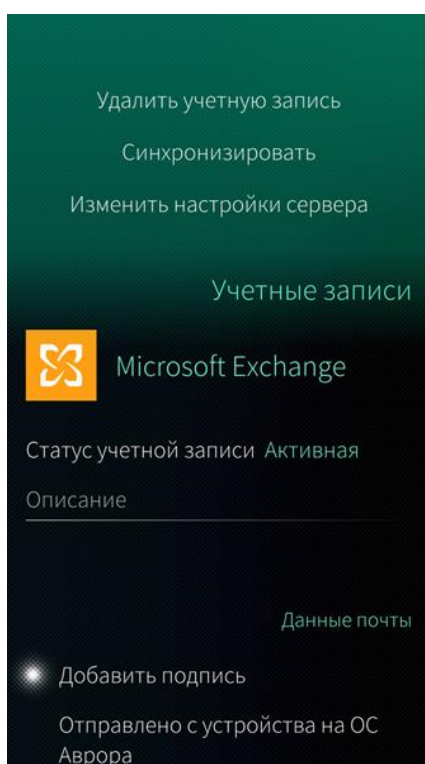 Удалить учетную запись
Синхронизировать
Изменить настройки сервера
Учетные записи
Microsoft Exchange
Статус учетной записи Активная
Описание
Данные почты
Добавить подпись
Отправлено с устройства на ОС
Аврора